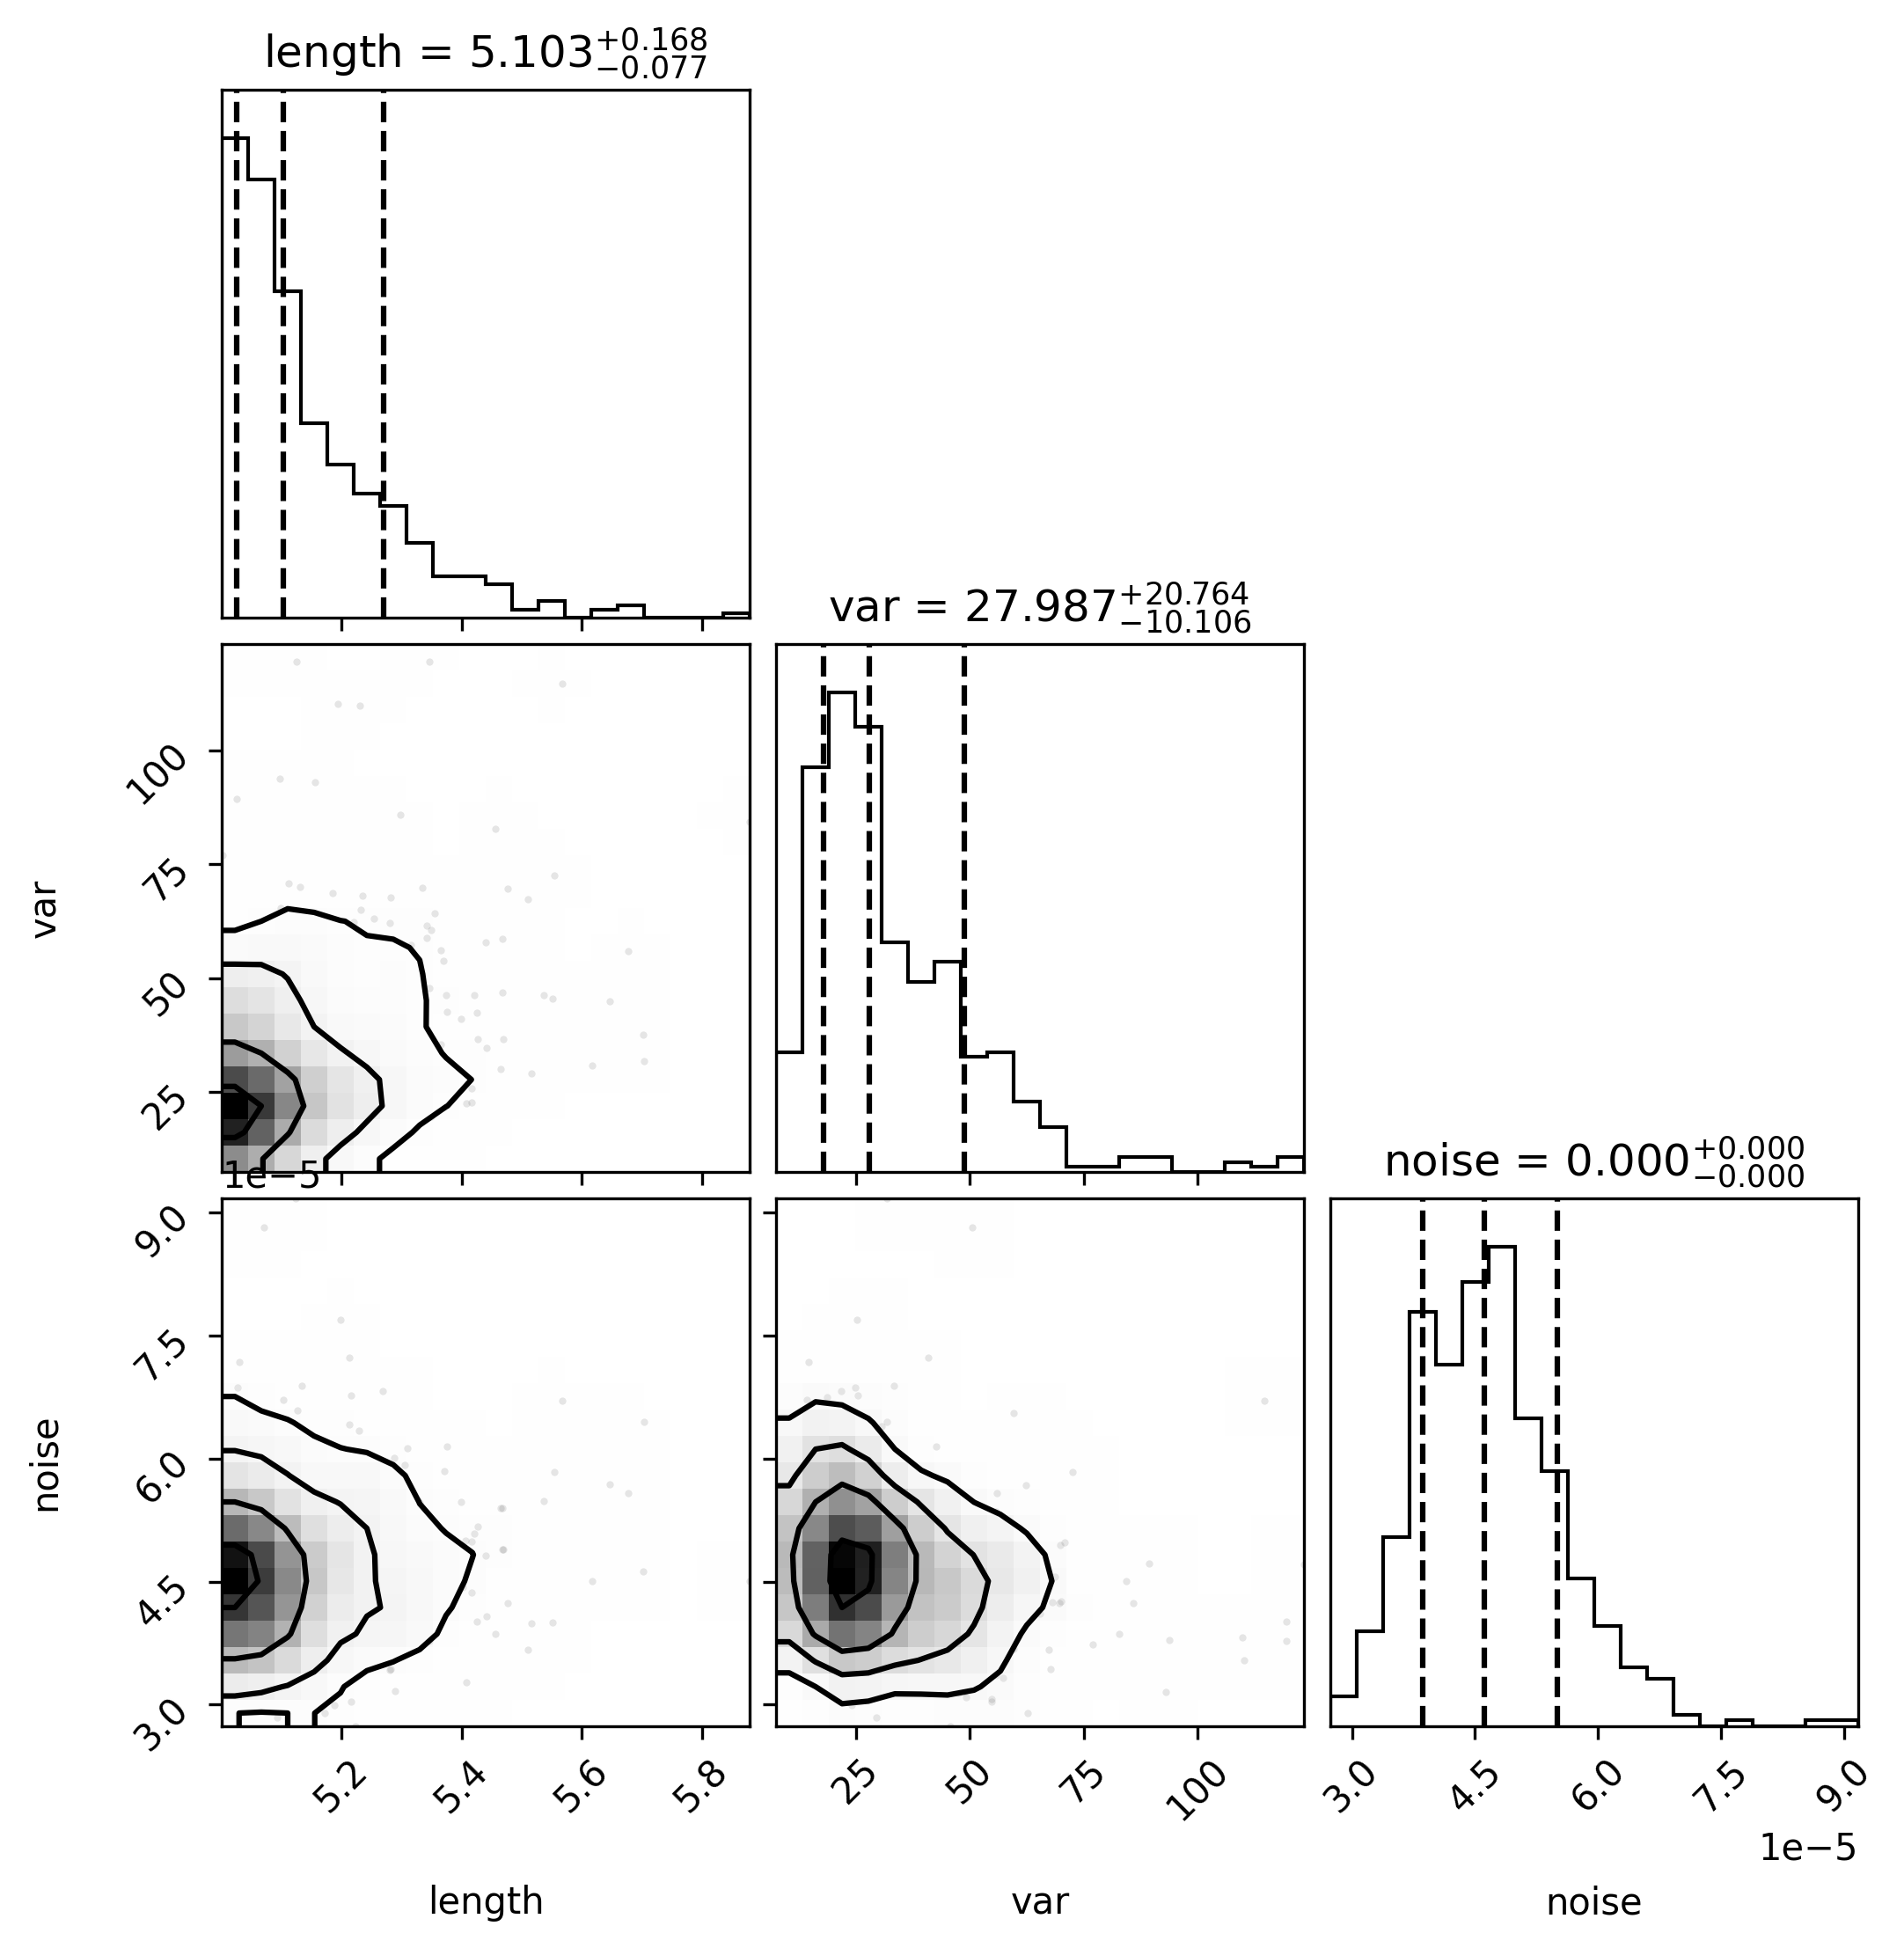 length = 5.103+0.168−0.077
var = 27.987+20.764−10.106
100
75
50
25
var
noise = 0.000+0.000−0.000
1e−5
9.0
7.5
6.0
4.5
3.0
noise
5.2 5.4 5.6 5.8 25 50 75 100 3.0 4.5 6.0 7.5 9.0
1e−5
length var noise